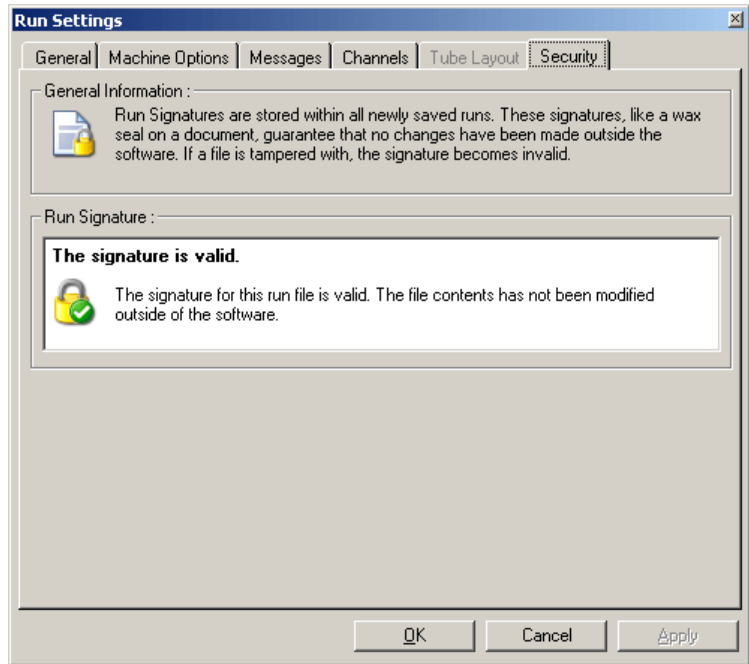 Run Settings
General Machine Options Messages Channels Tube Layout Security
General Information :
Run Signatures are stored within all newly saved runs. These signatures, like a wax
seal on a document, guarantee that no changes have been made outside the
software. If a file is tampered with, the signature becomes invalid.
Run Signature :
The signature is valid.
The signature for this run file is valid. The file contents has not been modified
outside of the software.
OK Cancel Apply